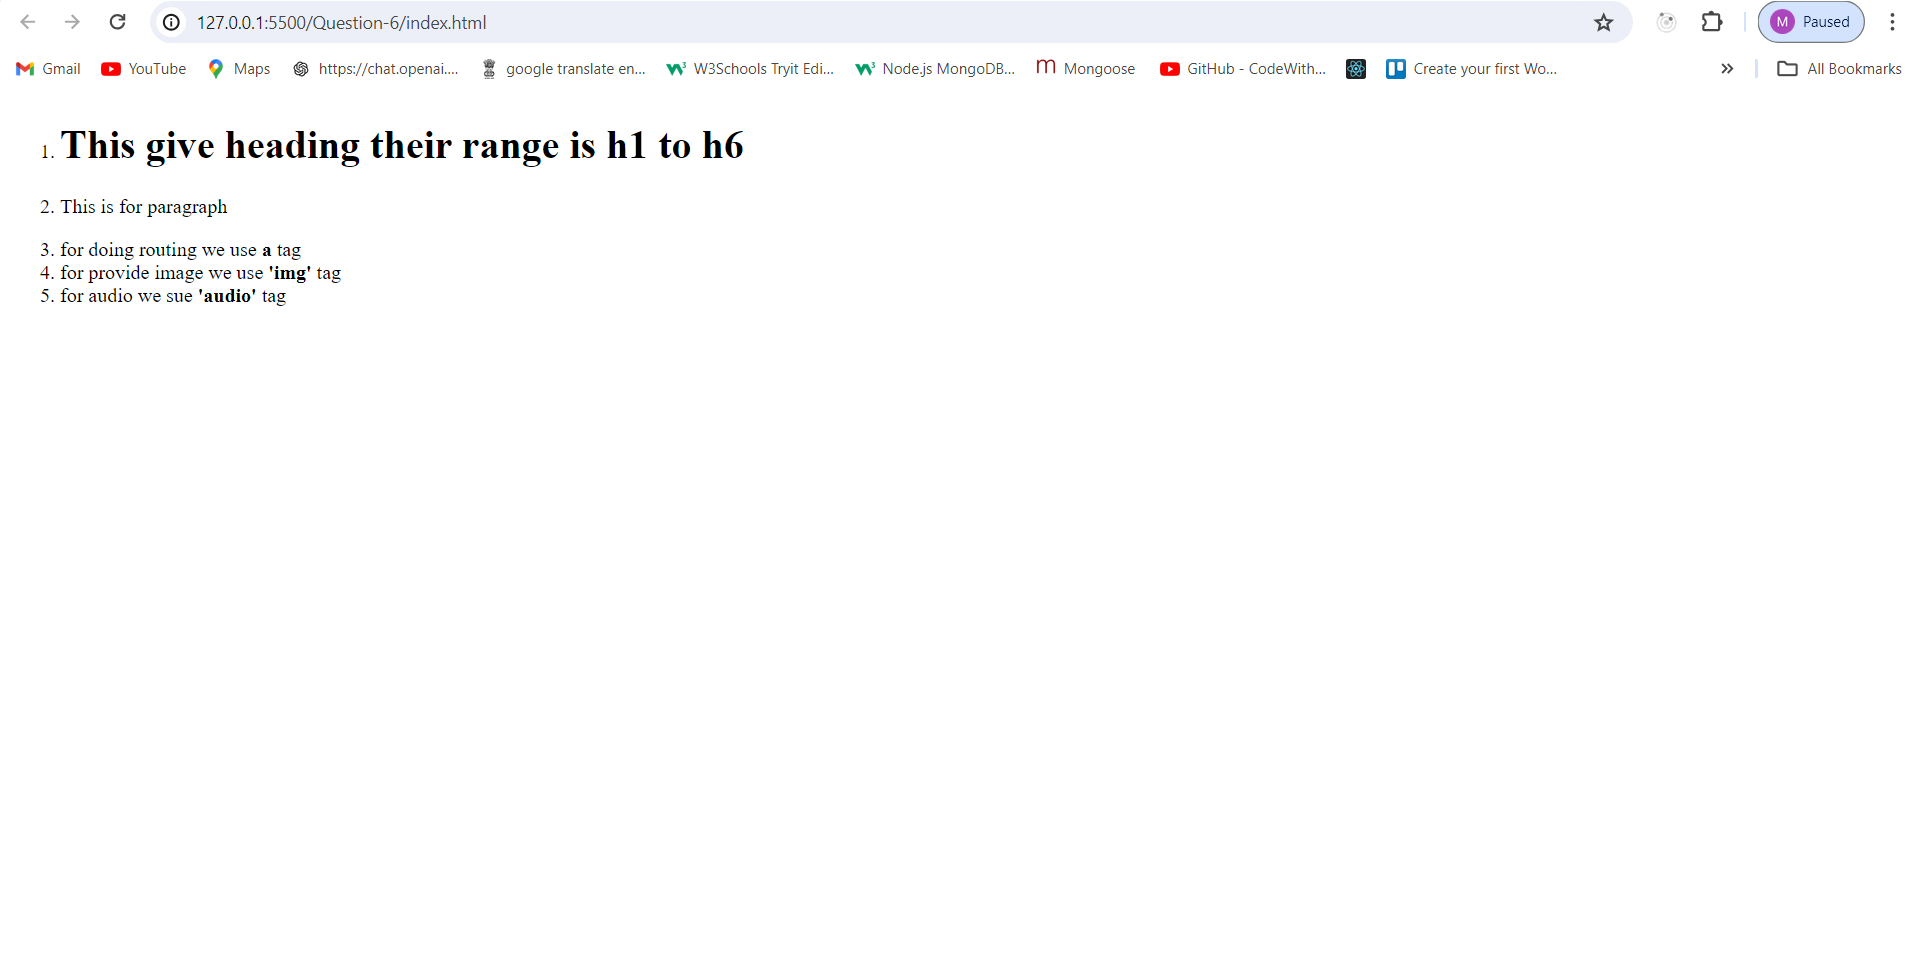 127.0.0.1:5500/Question-6/index.html
M Paused
Gmail YouTube Maps https://chat.openai.... google translate en... W3Schools Tryit Edi... Node.js MongoDB... Mongoose GitHub - CodeWith... Create your first Wo... » All Bookmarks
1. This give heading their range is h1 to h6
2. This is for paragraph
3. for doing routing we use a tag
4. for provide image we use 'img' tag
5. for audio we sue 'audio' tag